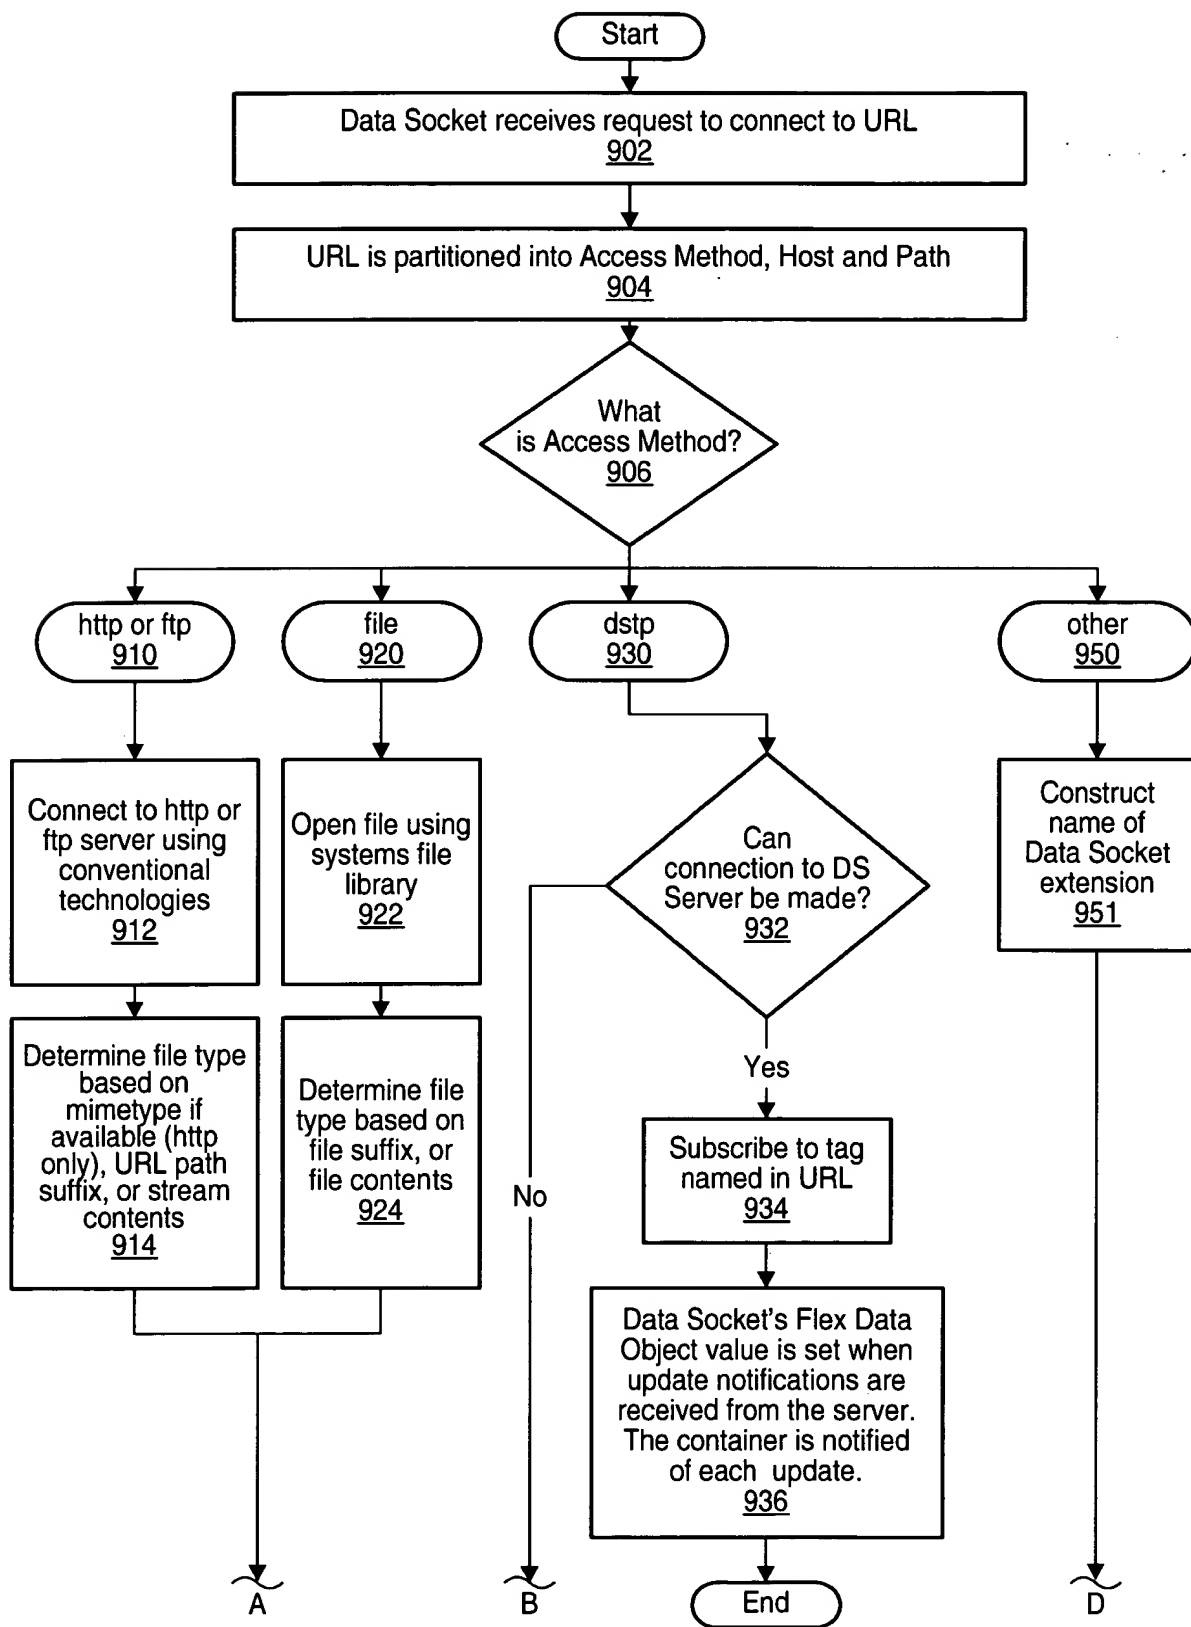 Start
Data Socket receives request to connect to URL
902
URL is partitioned into Access Method, Host and Path
904
What
is Access Method?
906
http or ftp
910
file
920
dstp
930
other
950
Connect to http or
ftp server using
conventional
technologies
912
Open file using
systems file
library
922
Can
connection to DS
Server be made?
932
Construct
name of
Data Socket
extension
951
Determine file type
based on
mimetype if
available (http
only), URL path
suffix, or stream
contents
914
Determine file
type based on
file suffix, or
file contents
924
No
Yes
Subscribe to tag
named in URL
934
Data Socket's Flex Data
Object value is set when
update notifications are
received from the server.
The container is notified
of each update.
936
A
B
End
D